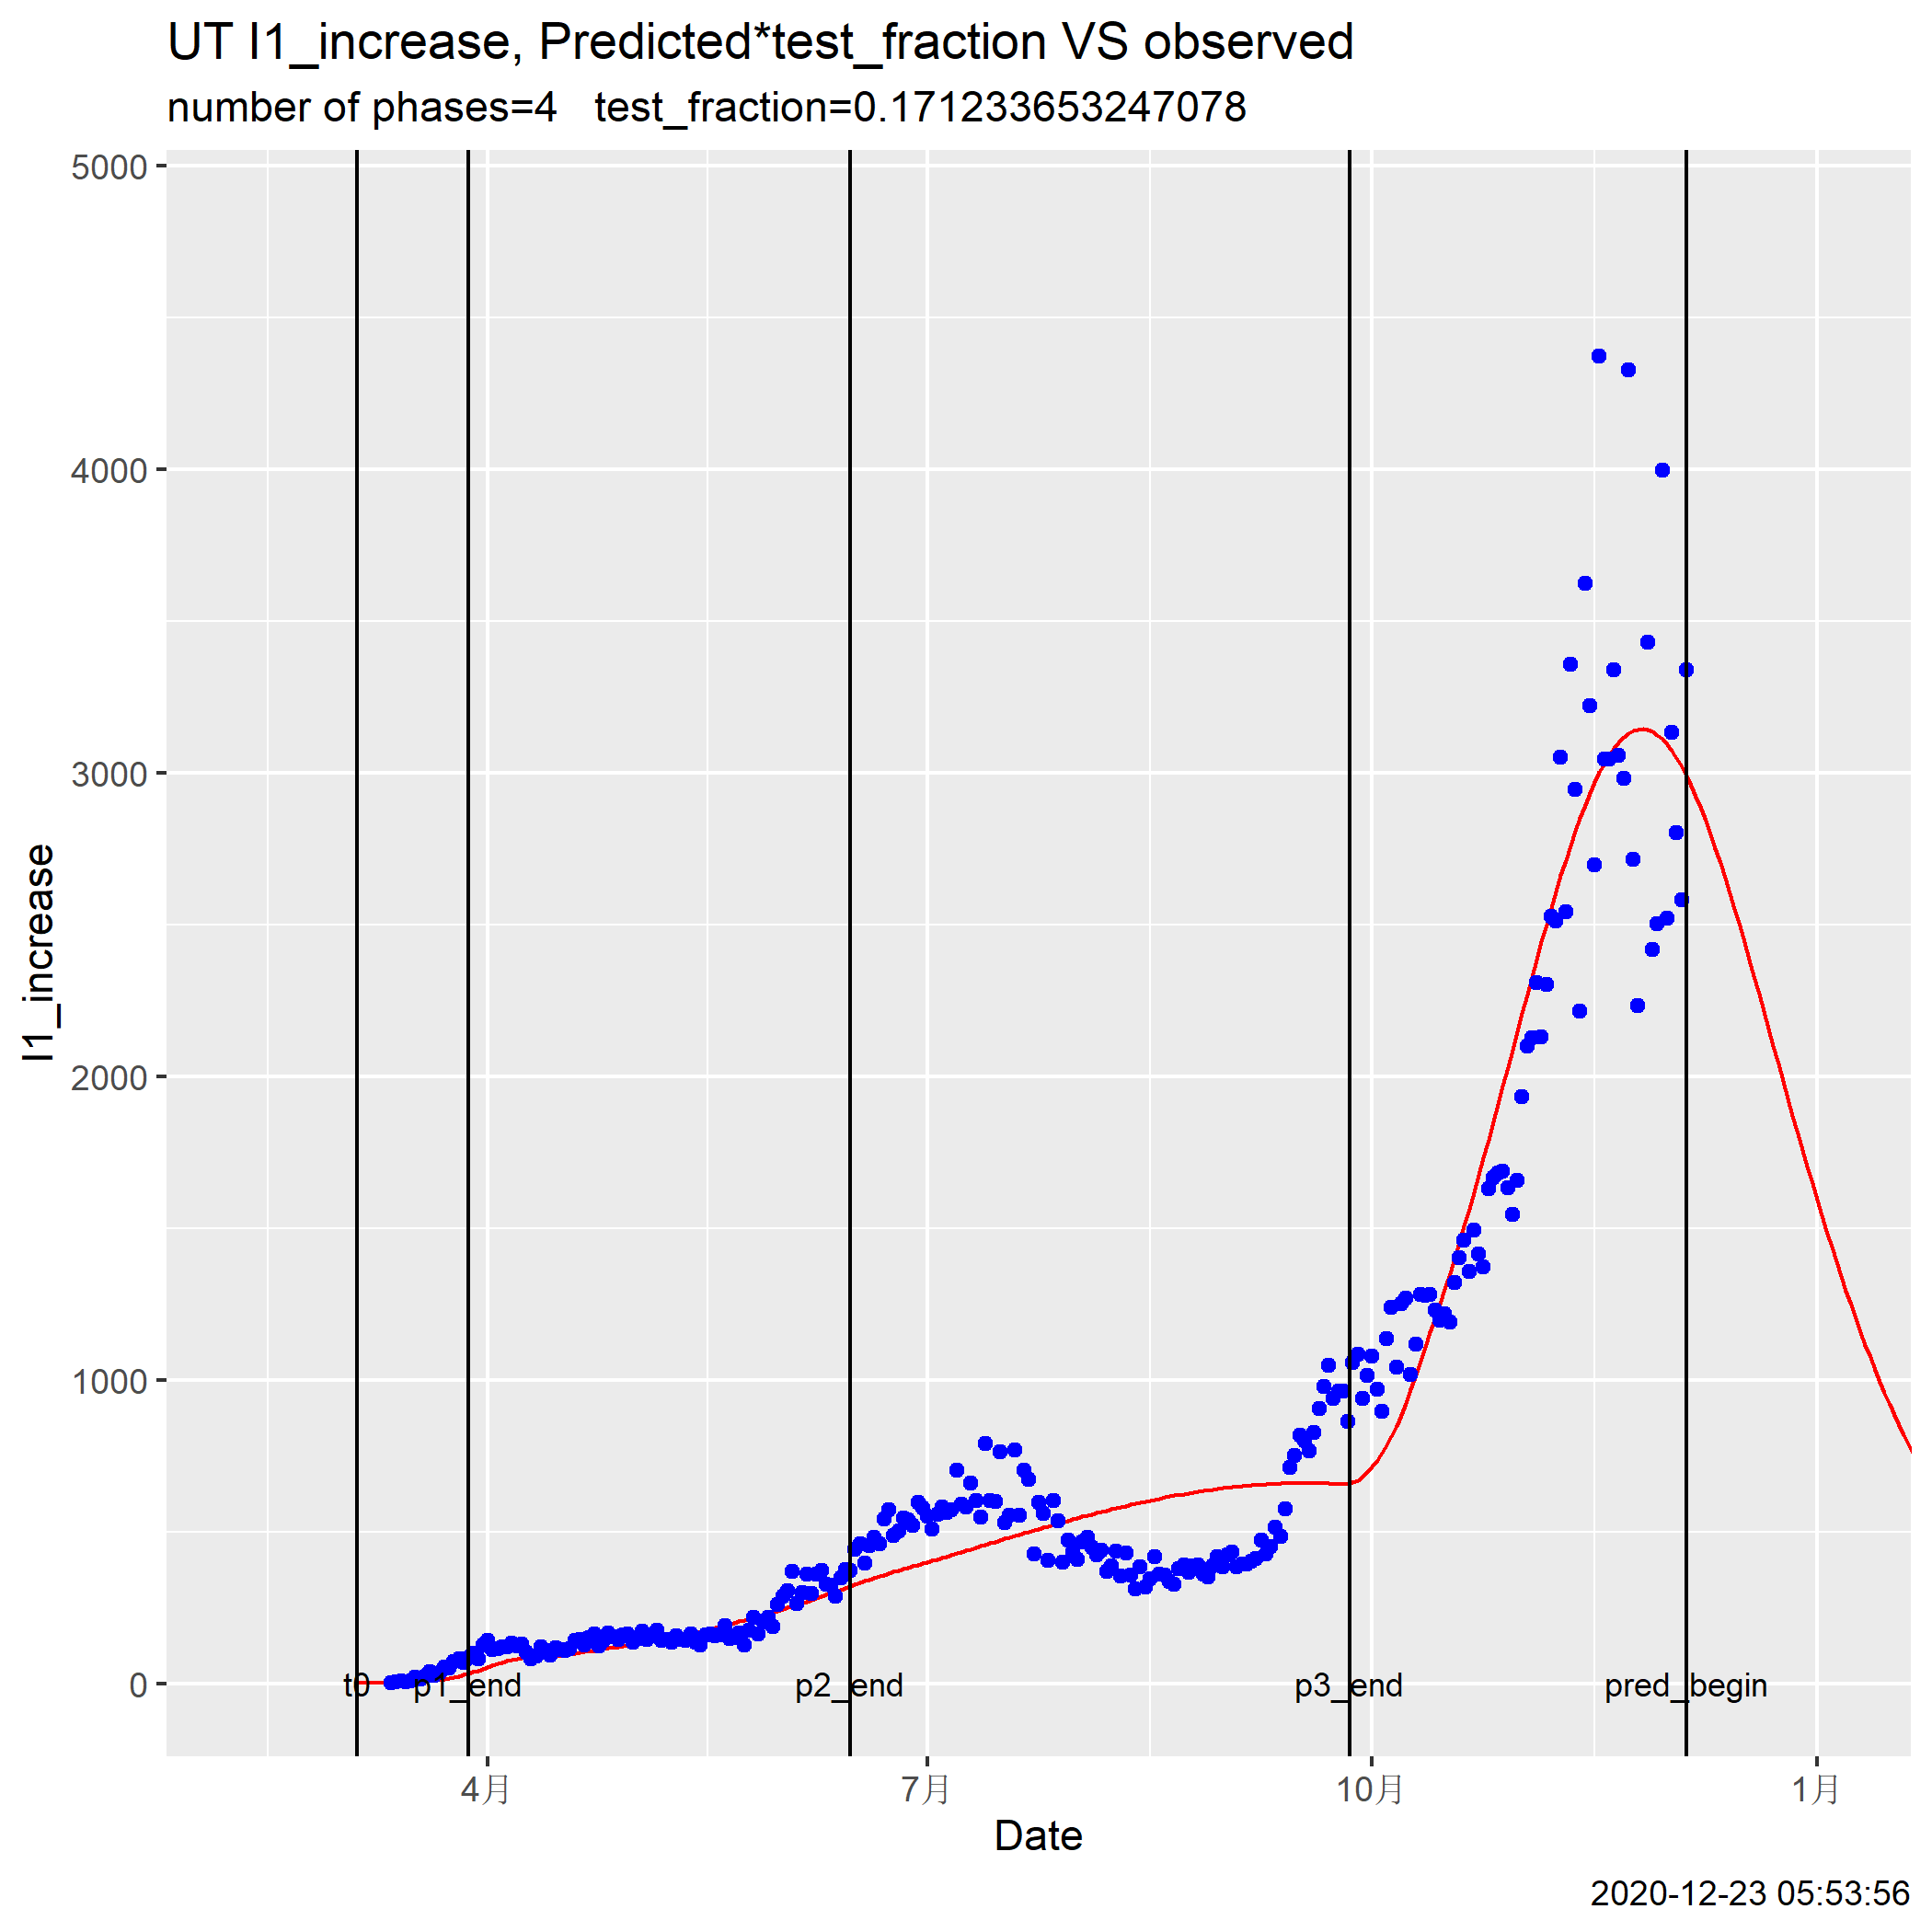 UT I1_increase, Predicted*test_fraction VS observed
number of phases=4 test_fraction=0.171233653247078
5000
4000
3000
2000
1000
0
I1_increase
t0
p1_end
p2_end
p3_end
pred_begin
4月
7月
10月
1月
Date
2020-12-23 05:53:56